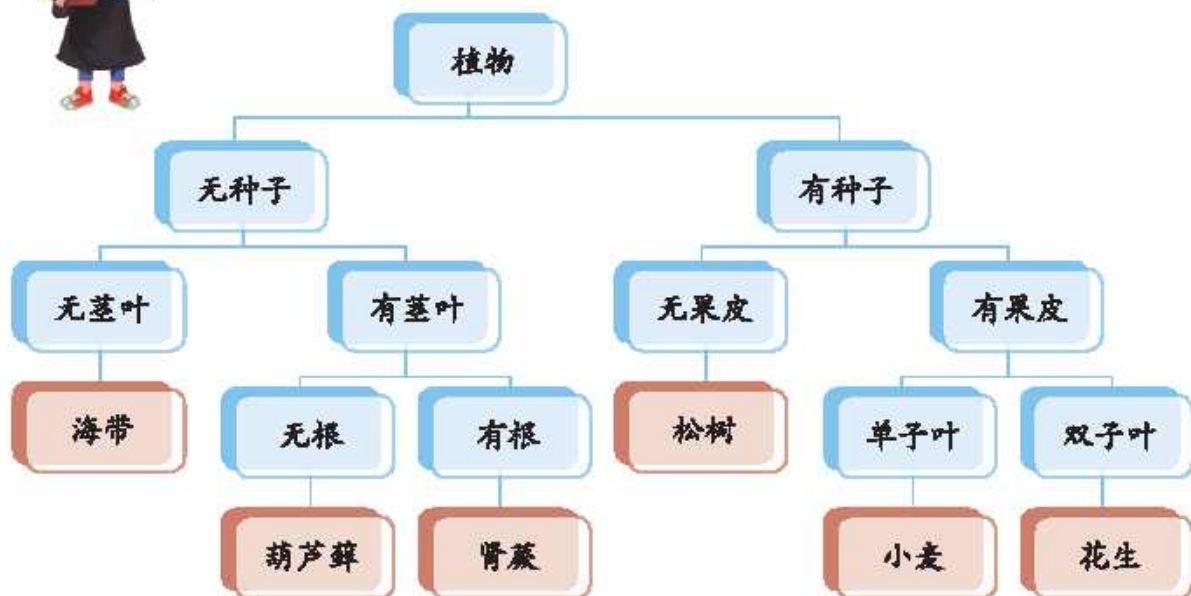 植物
无种子
有种子
无茎叶
有茎叶
无果皮
有果皮
海带
无根
有根
松树
单子叶
双子叶
葫芦藓
肾蕨
小麦
花生